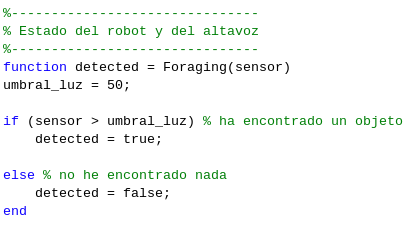 %-------------------------------
% Estado del robot y del altavoz
%-------------------------------
function detected = Foraging(sensor)
umbral_luz = 50;
if (sensor > umbral_luz) % ha encontrado un objeto
detected = true;
else % no he encontrado nada
detected = false;
end